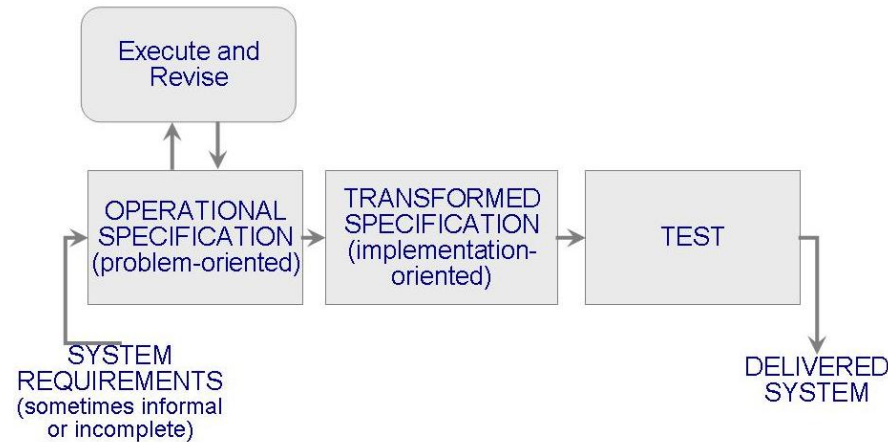 Execute and
Revise
OPERATIONAL
SPECIFICATION
(problem-oriented)
TRANSFORMED
SPECIFICATION
(implementation-
oriented)
TEST
SYSTEM
REQUIREMENTS
(sometimes informal
or incomplete)
DELIVERED
SYSTEM